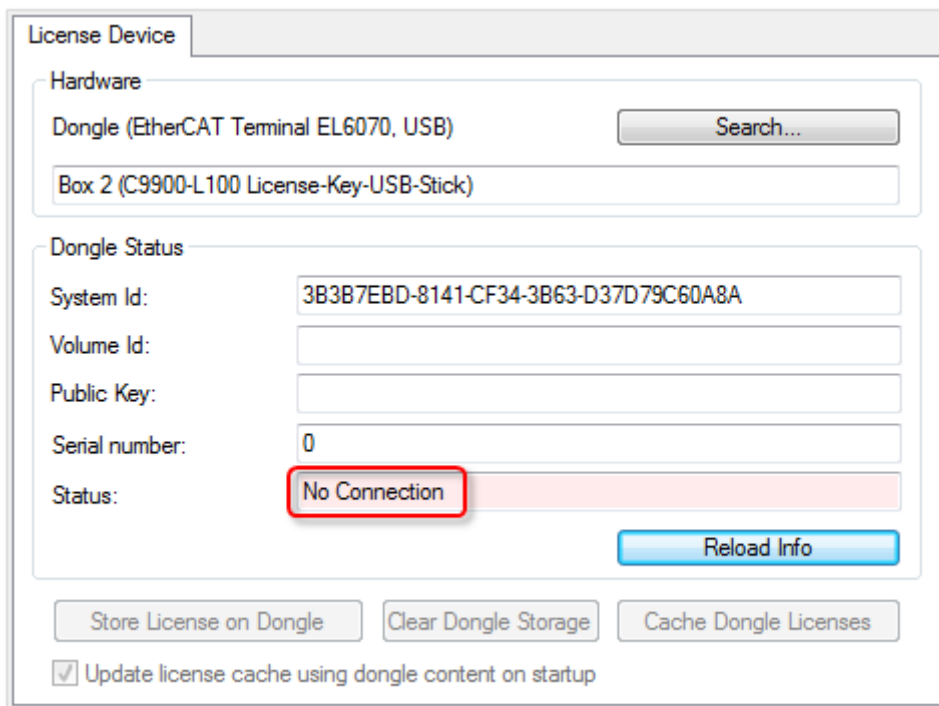 License Device
Hardware
Dongle (EtherCAT Terminal EL6070, USB)
Search...
Box 2 (C9900-L100 License-Key-USB-Stick)
Dongle Status
System Id:
3B3B7EBD-8141-CF34-3B63-D37D79C60A8A
Volume Id:
Public Key:
Serial number:
0
Status:
No Connection
Reload Info
Store License on Dongle
Clear Dongle Storage
Cache Dongle Licenses
Update license cache using dongle content on startup